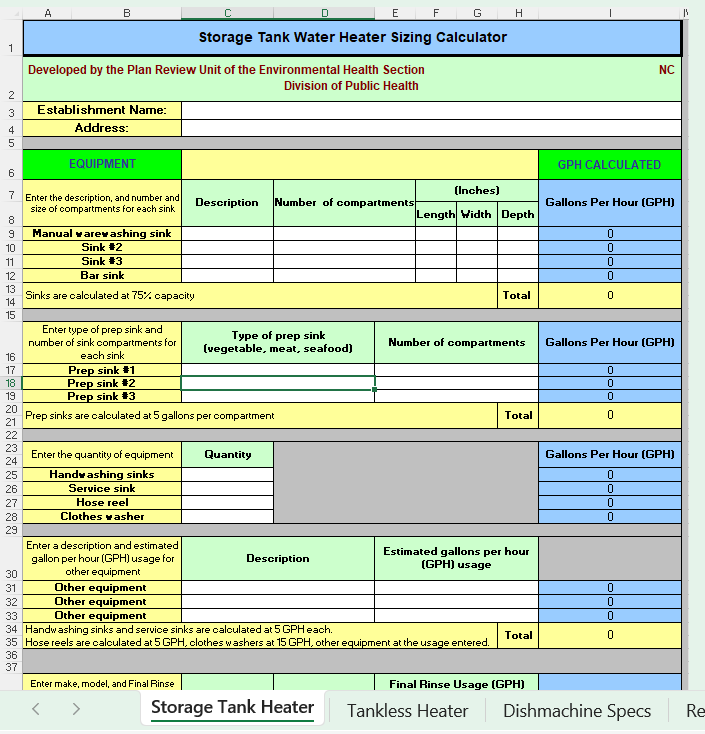 A B C D E F G H I
1 Storage Tank Water Heater Sizing Calculator
Developed by the Plan Review Unit of the Environmental Health Section NC
2 Division of Public Health
3 Establishment Name:
4 Address:
5
6 EQUIPMENT GPH CALCULATED
7 Enter the description, and number and Description Number of compartments (Inches) Gallons Per Hour (GPH)
8 size of compartments for each sink Length Width Depth
9 Manual warewashing sink 0
10 Sink #2 0
11 Sink #3 0
12 Bar sink 0
13
14 Sinks are calculated at 75% capacity Total 0
15
Enter type of prep sink and Type of prep sink
number of sink compartments for (vegetable, meat, seafood) Number of compartments Gallons Per Hour (GPH)
16 each sink
17 Prep sink #1 0
18 Prep sink #2 0
19 Prep sink #3 0
20
21 Prep sinks are calculated at 5 gallons per compartment Total 0
22
23
24 Enter the quantity of equipment Quantity Gallons Per Hour (GPH)
25 Handwashing sinks 0
26 Service sink 0
27 Hose reel 0
28 Clothes washer 0
29
Enter a description and estimated Estimated gallons per hour
gallon per hour (GPH) usage for Description (GPH) usage
30 other equipment
31 Other equipment 0
32 Other equipment 0
33 Other equipment 0
34 Handwashing sinks and service sinks are calculated at 5 GPH each. Total 0
35 Hose reels are calculated at 5 GPH, clothes washers at 15 GPH, other equipment at the usage entered.
36
37
Enter make, model, and Final Rinse Final Rinse Usage (GPH)
Storage Tank Heater Tankless Heater Dishmachine Specs Re